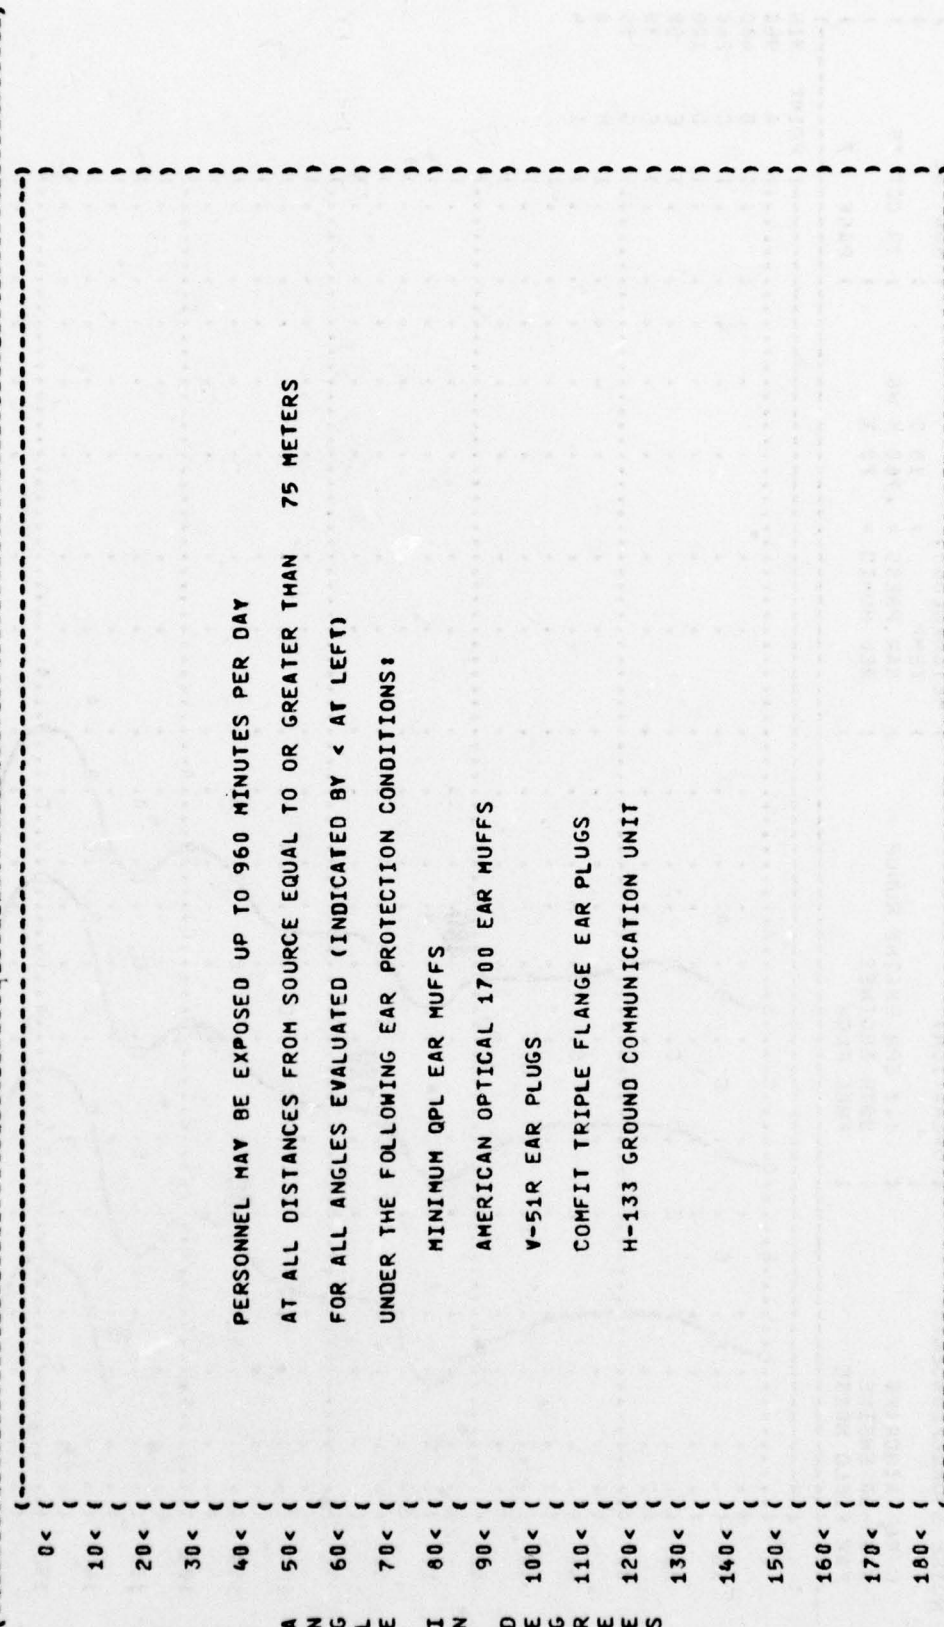 0<
10<
20<
30<
40< PERSONNEL MAY BE EXPOSED UP TO 960 MINUTES PER DAY
A 50< AT ALL DISTANCES FROM SOURCE EQUAL TO OR GREATER THAN 75 METERS
N
G 60< FOR ALL ANGLES EVALUATED (INDICATED BY < AT LEFT)
L
E 70< UNDER THE FOLLOWING EAR PROTECTION CONDITIONS:
I 80< MINIMUM QPL EAR MUFFS
N
90< AMERICAN OPTICAL 1700 EAR MUFFS
D
E 100< V-51R EAR PLUGS
G
R 110< COMFIT TRIPLE FLANGE EAR PLUGS
E
E 120< H-133 GROUND COMMUNICATION UNIT
S
130<
140<
150<
160<
170<
180<